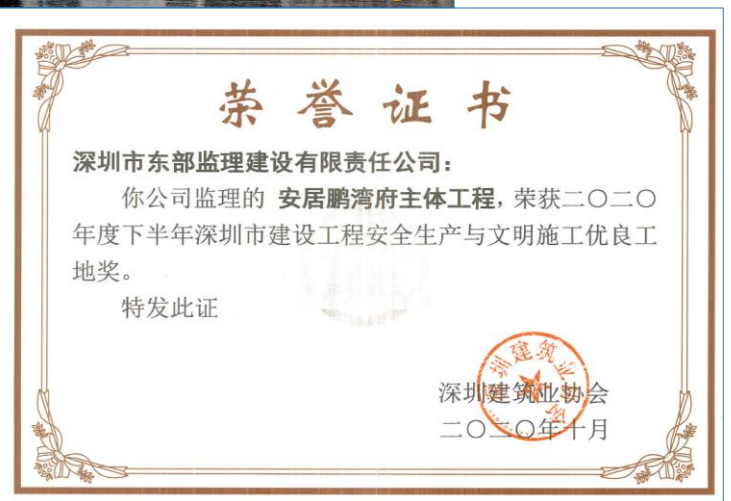 荣誉证书
深圳市东部监理建设有限责任公司：
你公司监理的 安居鹏湾府主体工程，荣获二〇二〇
年度下半年深圳市建设工程安全生产与文明施工优良工
地奖。
特发此证
深圳建筑业协会
二〇二〇年十月